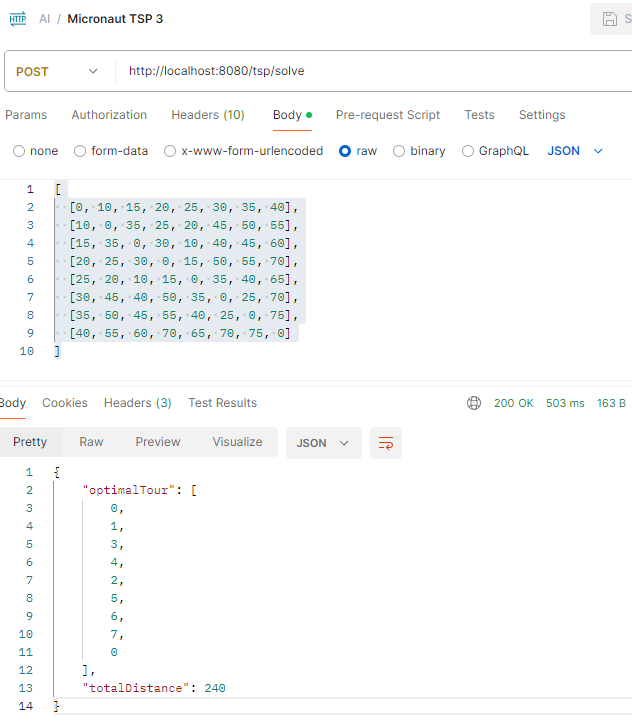 HTTP AI / Micronaut TSP 3 S
POST http://localhost:8080/tsp/solve
Params Authorization Headers (10) Body Pre-request Script Tests Settings
none form-data x-www-form-urlencoded raw binary GraphQL JSON
1 [
2 [0, 10, 15, 20, 25, 30, 35, 40],
3 [10, 0, 35, 25, 20, 45, 50, 55],
4 [15, 35, 0, 30, 10, 40, 45, 60],
5 [20, 25, 30, 0, 15, 50, 55, 70],
6 [25, 20, 10, 15, 0, 35, 40, 65],
7 [30, 45, 40, 50, 35, 0, 25, 70],
8 [35, 50, 45, 55, 40, 25, 0, 75],
9 [40, 55, 60, 70, 65, 70, 75, 0]
10 ]
Body Cookies Headers (3) Test Results 200 OK 503 ms 163 B
Pretty Raw Preview Visualize JSON
1 {
2 "optimalTour": [
3 0,
4 1,
5 3,
6 4,
7 2,
8 5,
9 6,
10 7,
11 0
12 ],
13 "totalDistance": 240
14 }